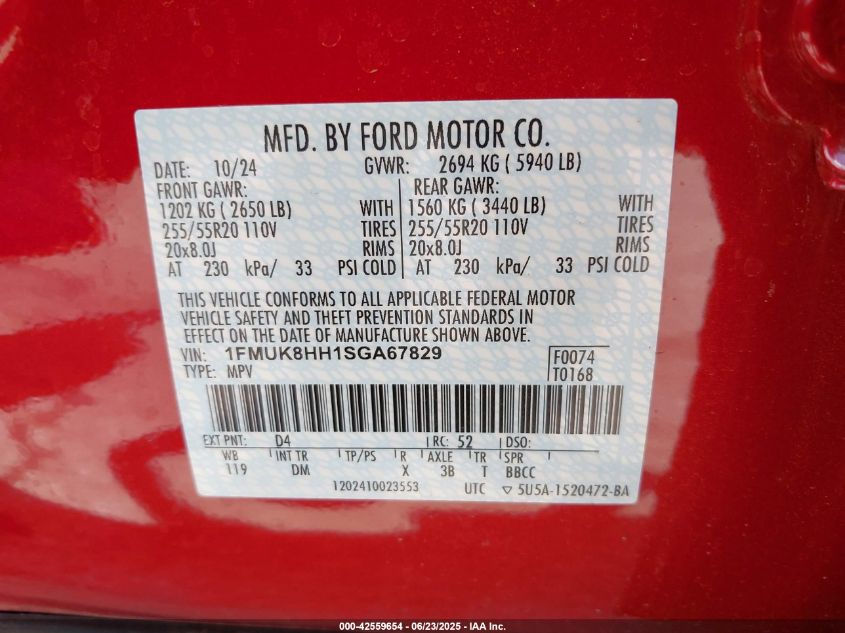 MFD. BY FORD MOTOR CO.
DATE: 10/24 GVWR: 2694 KG ( 5940 LB)
FRONT GAWR: REAR GAWR:
1202 KG ( 2650 LB) WITH 1560 KG ( 3440 LB) WITH
255/55R20 110V TIRES 255/55R20 110V TIRES
20x8.0J RIMS 20x8.0J RIMS
AT 230 kPa/ 33 PSI COLD AT 230 kPa/ 33 PSI COLD
THIS VEHICLE CONFORMS TO ALL APPLICABLE FEDERAL MOTOR
VEHICLE SAFETY AND THEFT PREVENTION STANDARDS IN
EFFECT ON THE DATE OF MANUFACTURE SHOWN ABOVE.
VIN: 1FMUK8HH1SGA67829 F0074
TYPE: MPV T0168
EXT PNT: D4 RC: 52 DSO:
WB INT TR TP/PS R AXLE TR SPR
119 DM X 3B T BBCC
1202410023553 UTC ▽ 5U5A-1520472-BA
000-42559654 - 06/23/2025 - IAA Inc.